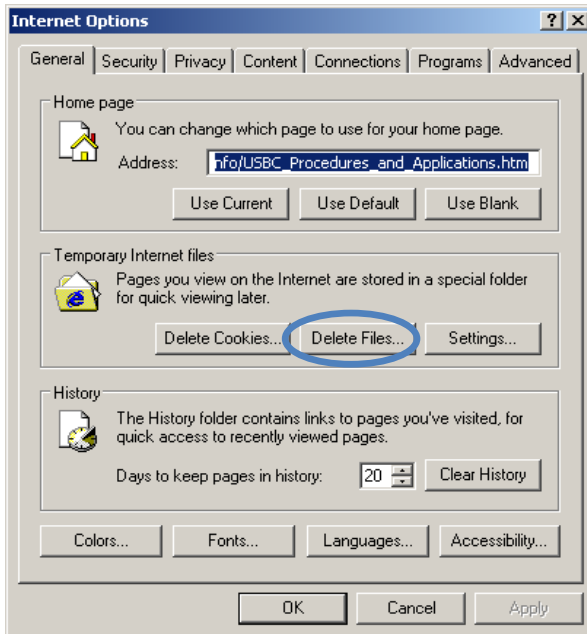 Internet Options
General Security Privacy Content Connections Programs Advanced
Home page
You can change which page to use for your home page.
Address: nfo/USBC_Procedures_and_Applications.htm
Use Current Use Default Use Blank
Temporary Internet files
Pages you view on the Internet are stored in a special folder
for quick viewing later.
Delete Cookies... Delete Files... Settings...
History
The History folder contains links to pages you've visited, for
quick access to recently viewed pages.
Days to keep pages in history: 20 Clear History
Colors... Fonts... Languages... Accessibility...
OK Cancel Apply